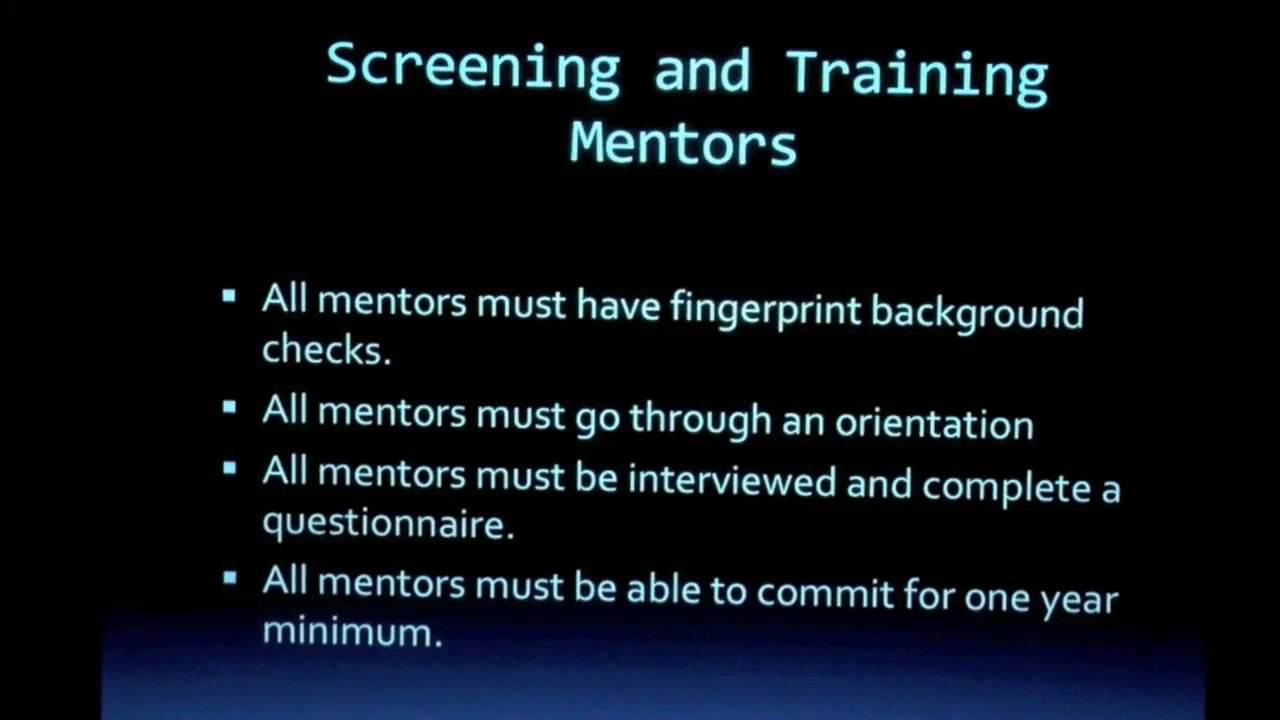 Screening and Training
Mentors
▪ All mentors must have fingerprint background
checks.
▪ All mentors must go through an orientation
▪ All mentors must be interviewed and complete a
questionnaire.
▪ All mentors must be able to commit for one year
minimum.